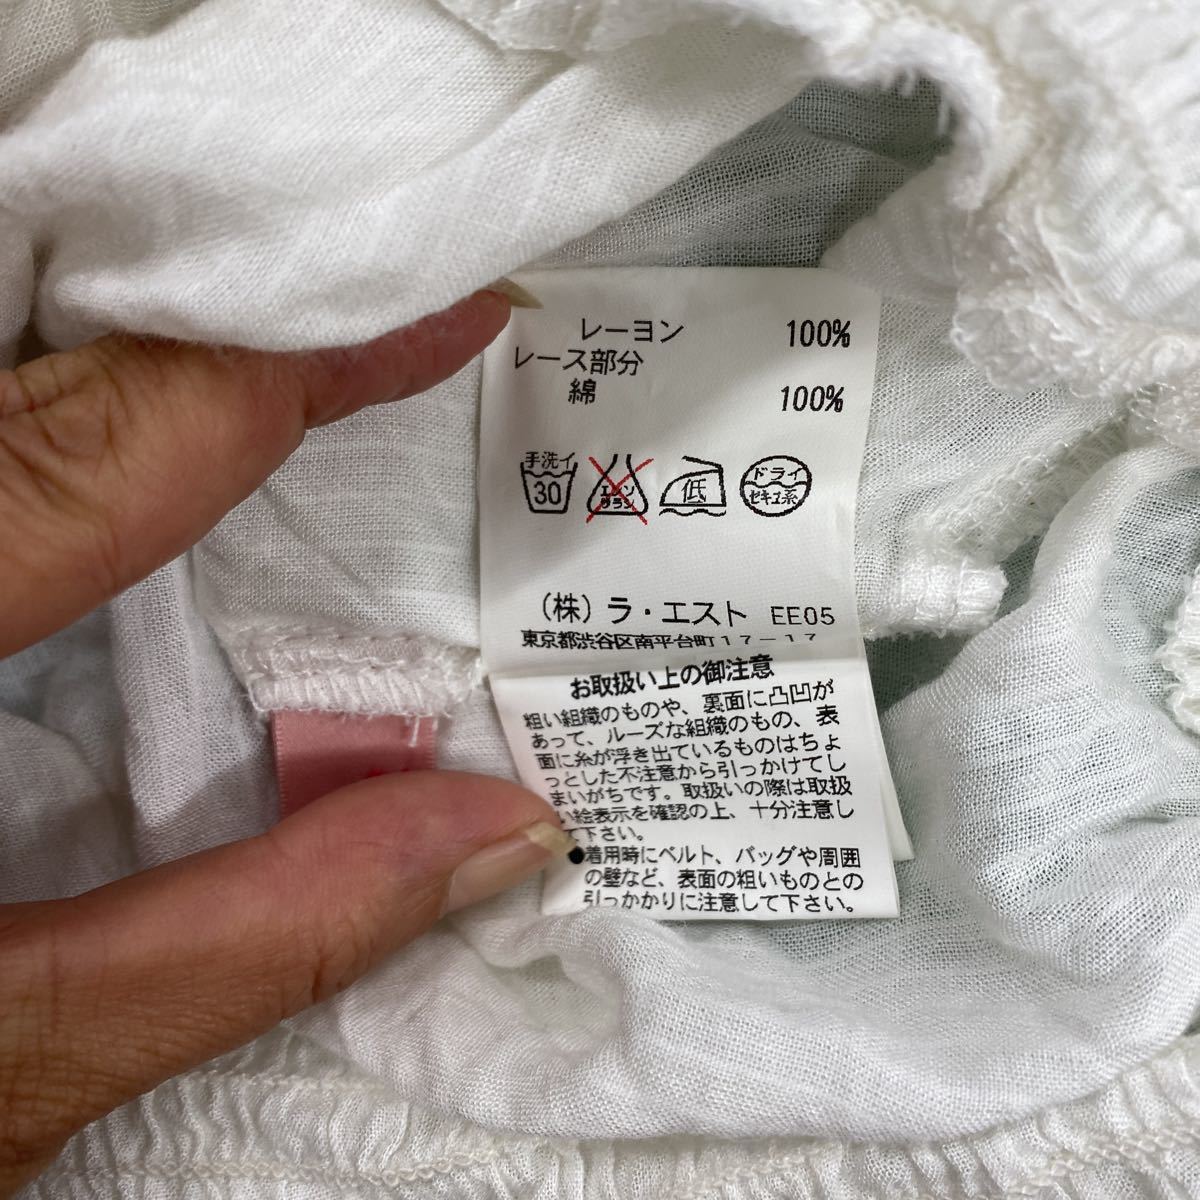 レーヨン 100%
レース部分
綿 100%
手洗イ
30
エンソ
サラシ
低
ドライ
セキユ系
(株)ラ・エスト EE05
東京都渋谷区南平台町17-17
お取扱い上の御注意
粗い組織のものや、裏面に凸凹が
あって、ルーズな組織のもの、表
面に糸が浮き出ているものはちょ
っとした不注意から引っかけてし
まいがちです。取扱いの際は取扱
い絵表示を確認の上、十分注意し
て下さい。
●着用時にベルト、バッグや周囲
の壁など、表面の粗いものとの
引っかかりに注意して下さい。